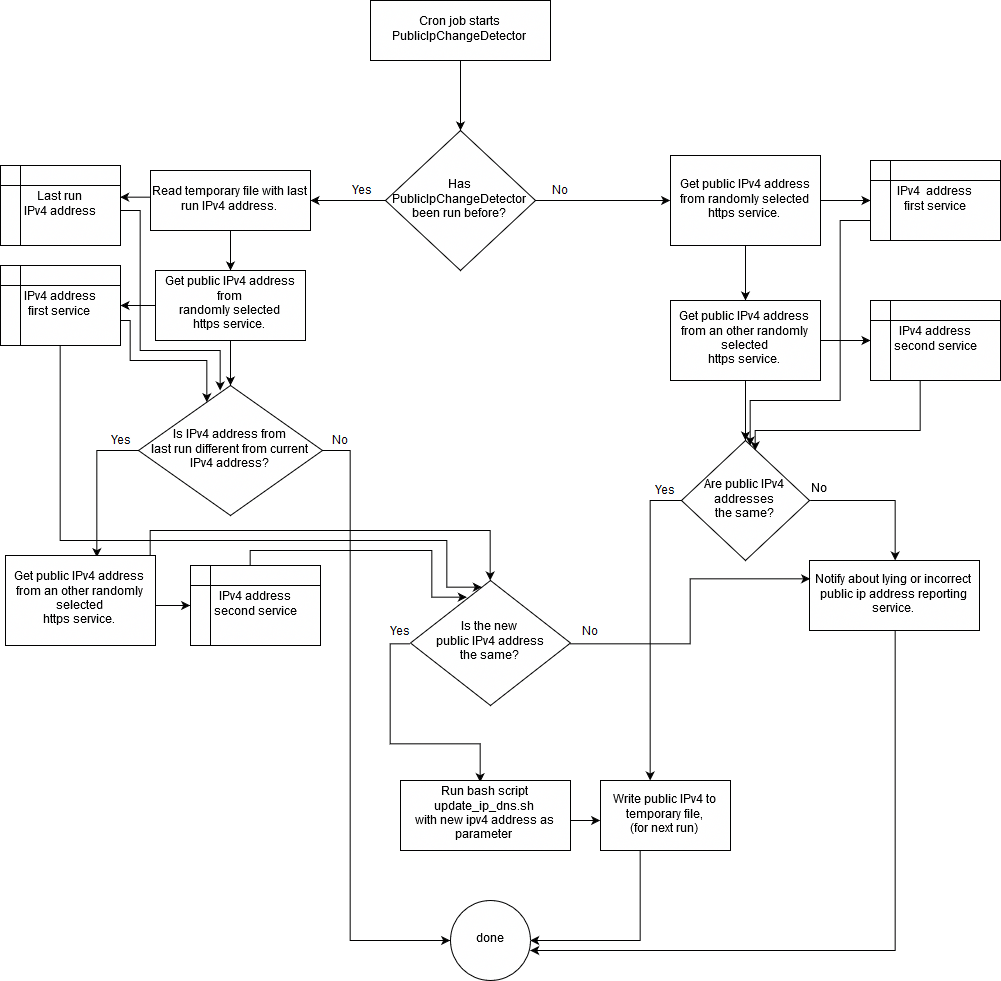 Cron job starts
PublicIpChangeDetector
Has
PublicIpChangeDetector
been run before?
Yes
No
Last run
IPv4 address
Read temporary file with last
run IPv4 address.
Get public IPv4 address
from randomly selected
https service.
IPv4  address
first service
IPv4 address
first service
Get public IPv4 address
from
randomly selected
https service.
Get public IPv4 address
from an other randomly
selected
https service.
IPv4 address
second service
Yes
Is IPv4 address from
last run different from current
IPv4 address?
No
Yes
Are public IPv4
addresses
the same?
No
Get public IPv4 address
from an other randomly
selected
https service.
IPv4 address
second service
Yes
Is the new
public IPv4 address
the same?
No
Notify about lying or incorrect
public ip address reporting
service.
Run bash script
update_ip_dns.sh
with new ipv4 address as
parameter
Write public IPv4 to
temporary file,
(for next run)
done